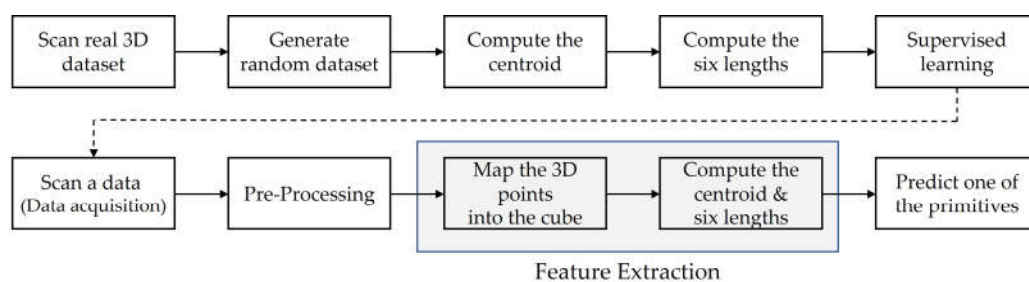 Scan real 3D
dataset
Generate
random dataset
Compute the
centroid
Compute the
six lengths
Supervised
learning
Scan a data
(Data acquisition)
Pre-Processing
Map the 3D
points
into the cube
Compute the
centroid &
six lengths
Predict one of
the primitives
Feature Extraction